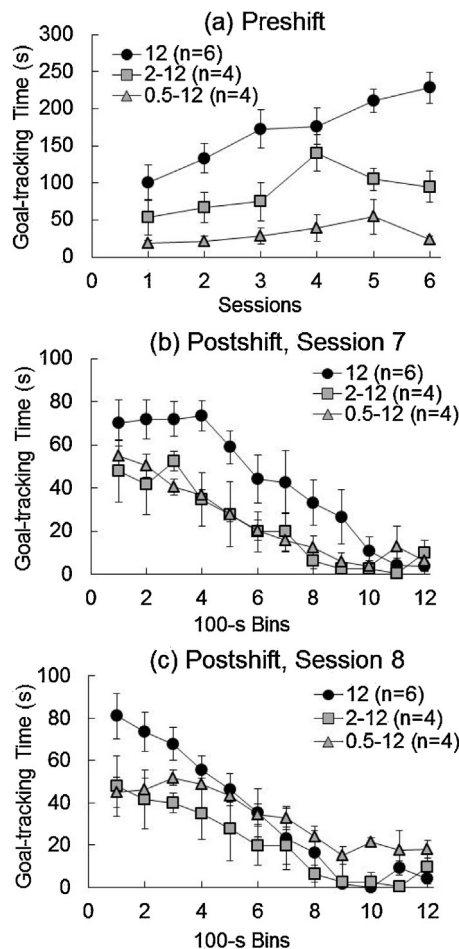 (a) Preshift
Goal-tracking Time (s)
300
250
200
150
100
50
0
12 (n=6)
2-12 (n=4)
0.5-12 (n=4)
0 1 2 3 4 5 6
Sessions
(b) Postshift, Session 7
Goal-tracking Time (s)
100
80
60
40
20
0
12 (n=6)
2-12 (n=4)
0.5-12 (n=4)
0 2 4 6 8 10 12
100-s Bins
(c) Postshift, Session 8
Goal-tracking Time (s)
100
80
60
40
20
0
12 (n=6)
2-12 (n=4)
0.5-12 (n=4)
0 2 4 6 8 10 12
100-s Bins